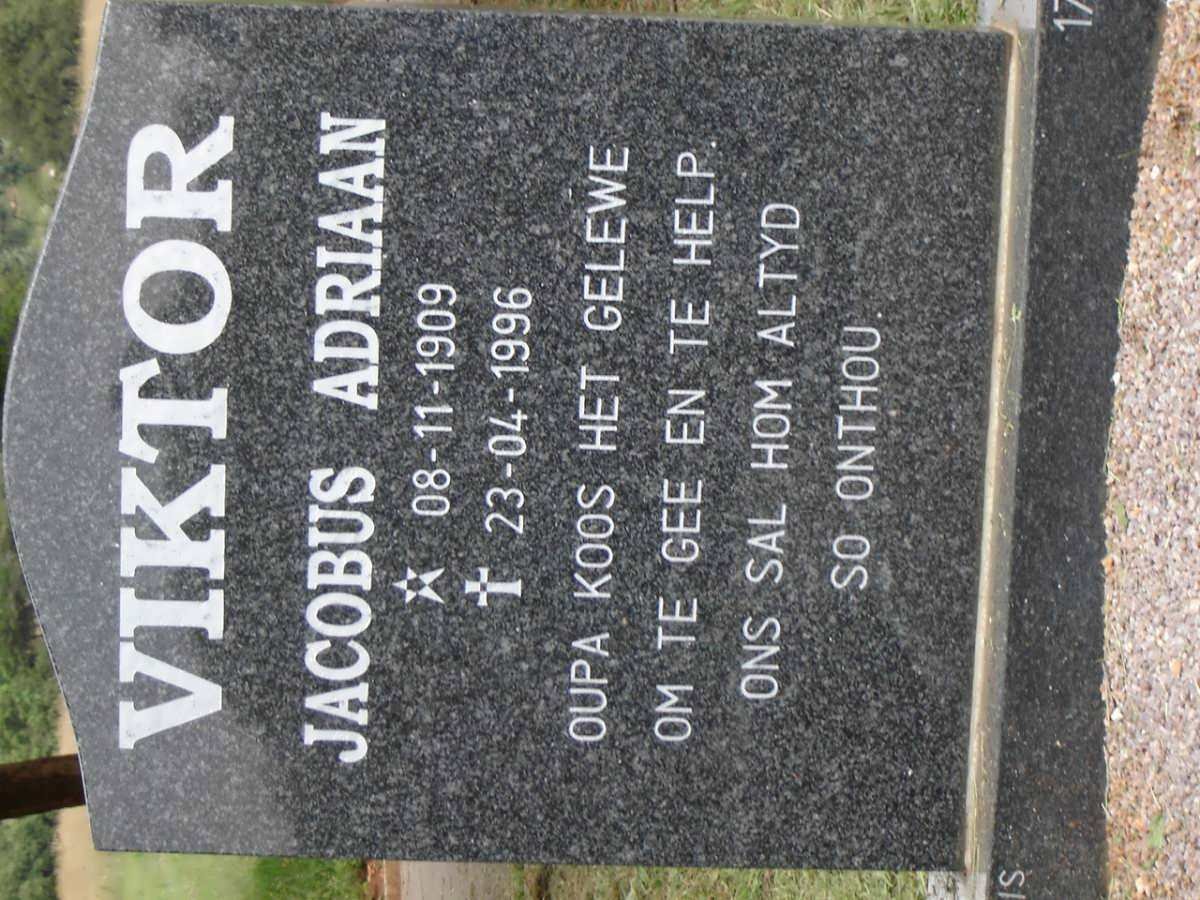 VIKTOR
JACOBUS ADRIAAN
08-11-1909
23-04-1996
OUPA KOOS HET GELEWE
OM TE GEE EN TE HELP.
ONS SAL HOM ALTYD
SO ONTHOU.